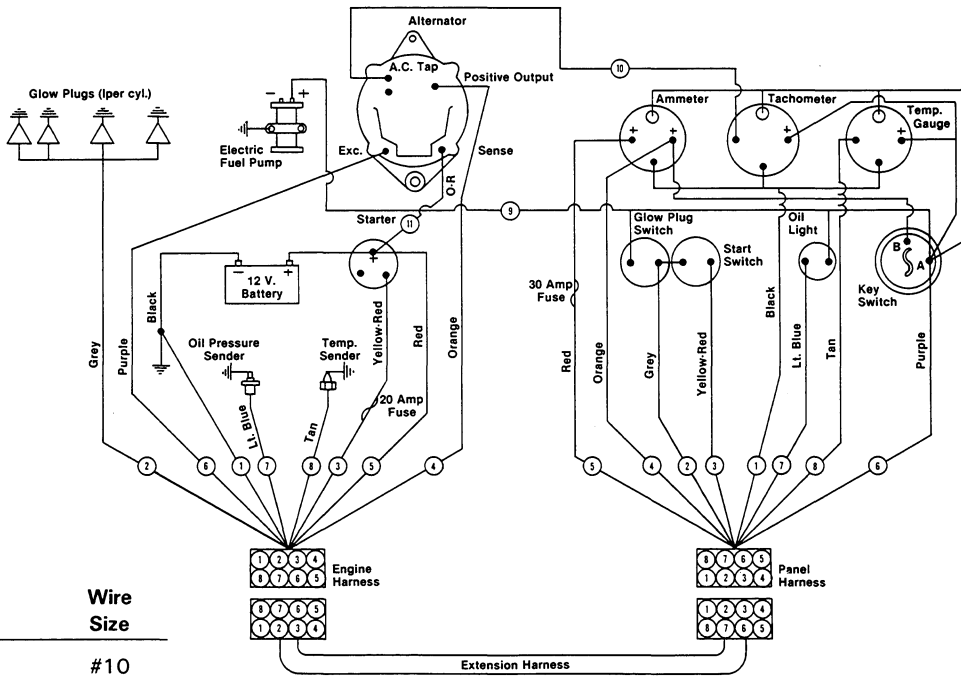 Alternator
A.C. Tap
Positive Output
10
Glow Plugs (1per cyl.)
- +
Electric
Fuel Pump
Exc.
Sense
O-R
Ammeter
Tachometer
Temp.
Gauge
+ + + +
9
11
Starter
+
- +
12 V.
Battery
Glow Plug
Switch
Start
Switch
Oil
Light
B
A
Key
Switch
30 Amp
Fuse
Black
Grey
Purple
Oil Pressure
Sender
Temp.
Sender
Yellow-Red
Red
Orange
Lt. Blue
Tan
20 Amp
Fuse
Red
Orange
Grey
Yellow-Red
Black
Lt. Blue
Tan
Purple
2 6 1 7 8 3 5 4
5 4 2 3 1 7 8 6
1 2 3 4
8 7 6 5
Engine
Harness
8 7 6 5
1 2 3 4
8 7 6 5
1 2 3 4
Panel
Harness
1 2 3 4
8 7 6 5
Extension Harness
Wire
Size
#10